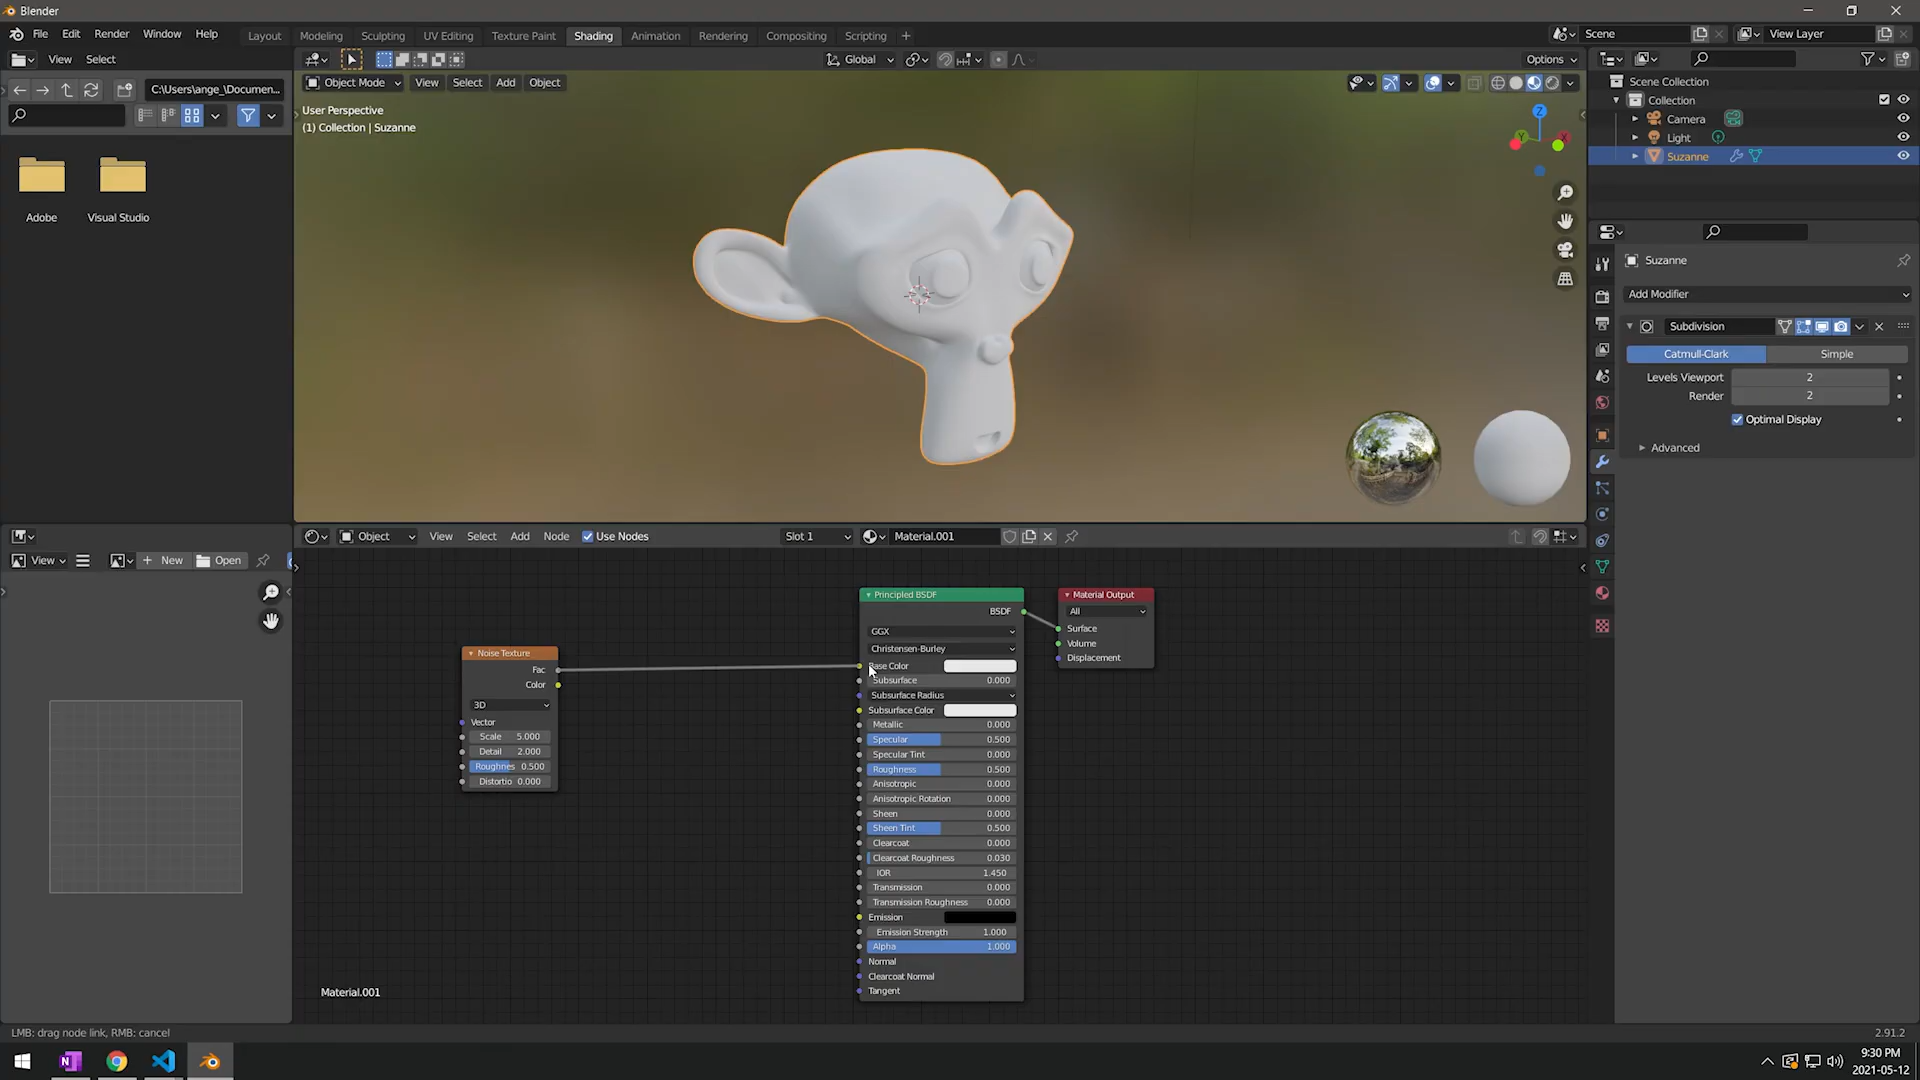 Blender
File Edit Render Window Help
Layout Modeling Sculpting UV Editing Texture Paint Shading Animation Rendering Compositing Scripting +
Scene
View Layer
View Select
Global
Options
C:\Users\ange_\Documen...
Object Mode View Select Add Object
User Perspective
(1) Collection | Suzanne
Z
Y
X
Adobe
Visual Studio
Scene Collection
Collection
Camera
Light
Suzanne
Suzanne
Add Modifier
Subdivision
Catmull-Clark Simple
Levels Viewport 2
Render 2
Optimal Display
Advanced
View + New Open
Object View Select Add Node Use Nodes Slot 1 Material.001
Noise Texture
Fac
Color
3D
Vector
Scale 5.000
Detail 2.000
Roughnes 0.500
Distortio 0.000
Principled BSDF
BSDF
GGX
Christensen-Burley
Base Color
Subsurface 0.000
Subsurface Radius
Subsurface Color
Metallic 0.000
Specular 0.500
Specular Tint 0.000
Roughness 0.500
Anisotropic 0.000
Anisotropic Rotation 0.000
Sheen 0.000
Sheen Tint 0.500
Clearcoat 0.000
Clearcoat Roughness 0.030
IOR 1.450
Transmission 0.000
Transmission Roughness 0.000
Emission
Emission Strength 1.000
Alpha 1.000
Normal
Clearcoat Normal
Tangent
Material Output
All
Surface
Volume
Displacement
Material.001
LMB: drag node link, RMB: cancel
2.91.2
N
9:30 PM
2021-05-12